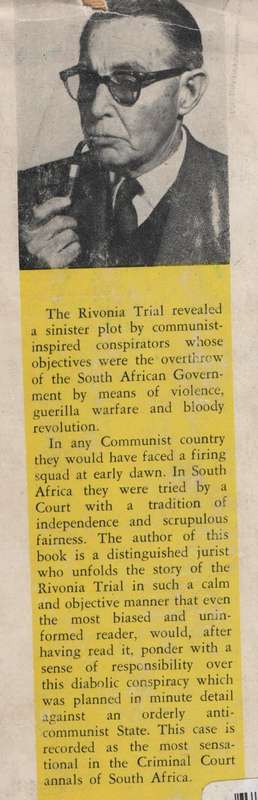 The Rivonia Trial revealed
a sinister plot by communist-
inspired conspirators whose
objectives were the overthrow
of the South African Govern-
ment by means of violence,
guerilla warfare and bloody
revolution.
In any Communist country
they would have faced a firing
squad at early dawn. In South
Africa they were tried by a
Court with a tradition of
independence and scrupulous
fairness. The author of this
book is a distinguished jurist
who unfolds the story of the
Rivonia Trial in such a calm
and objective manner that even
the most biased and unin-
formed reader, would, after
having read it, ponder with a
sense of responsibility over
this diabolic conspiracy which
was planned in minute detail
against an orderly anti-
communist State. This case is
recorded as the most sensa-
tional in the Criminal Court
annals of South Africa.